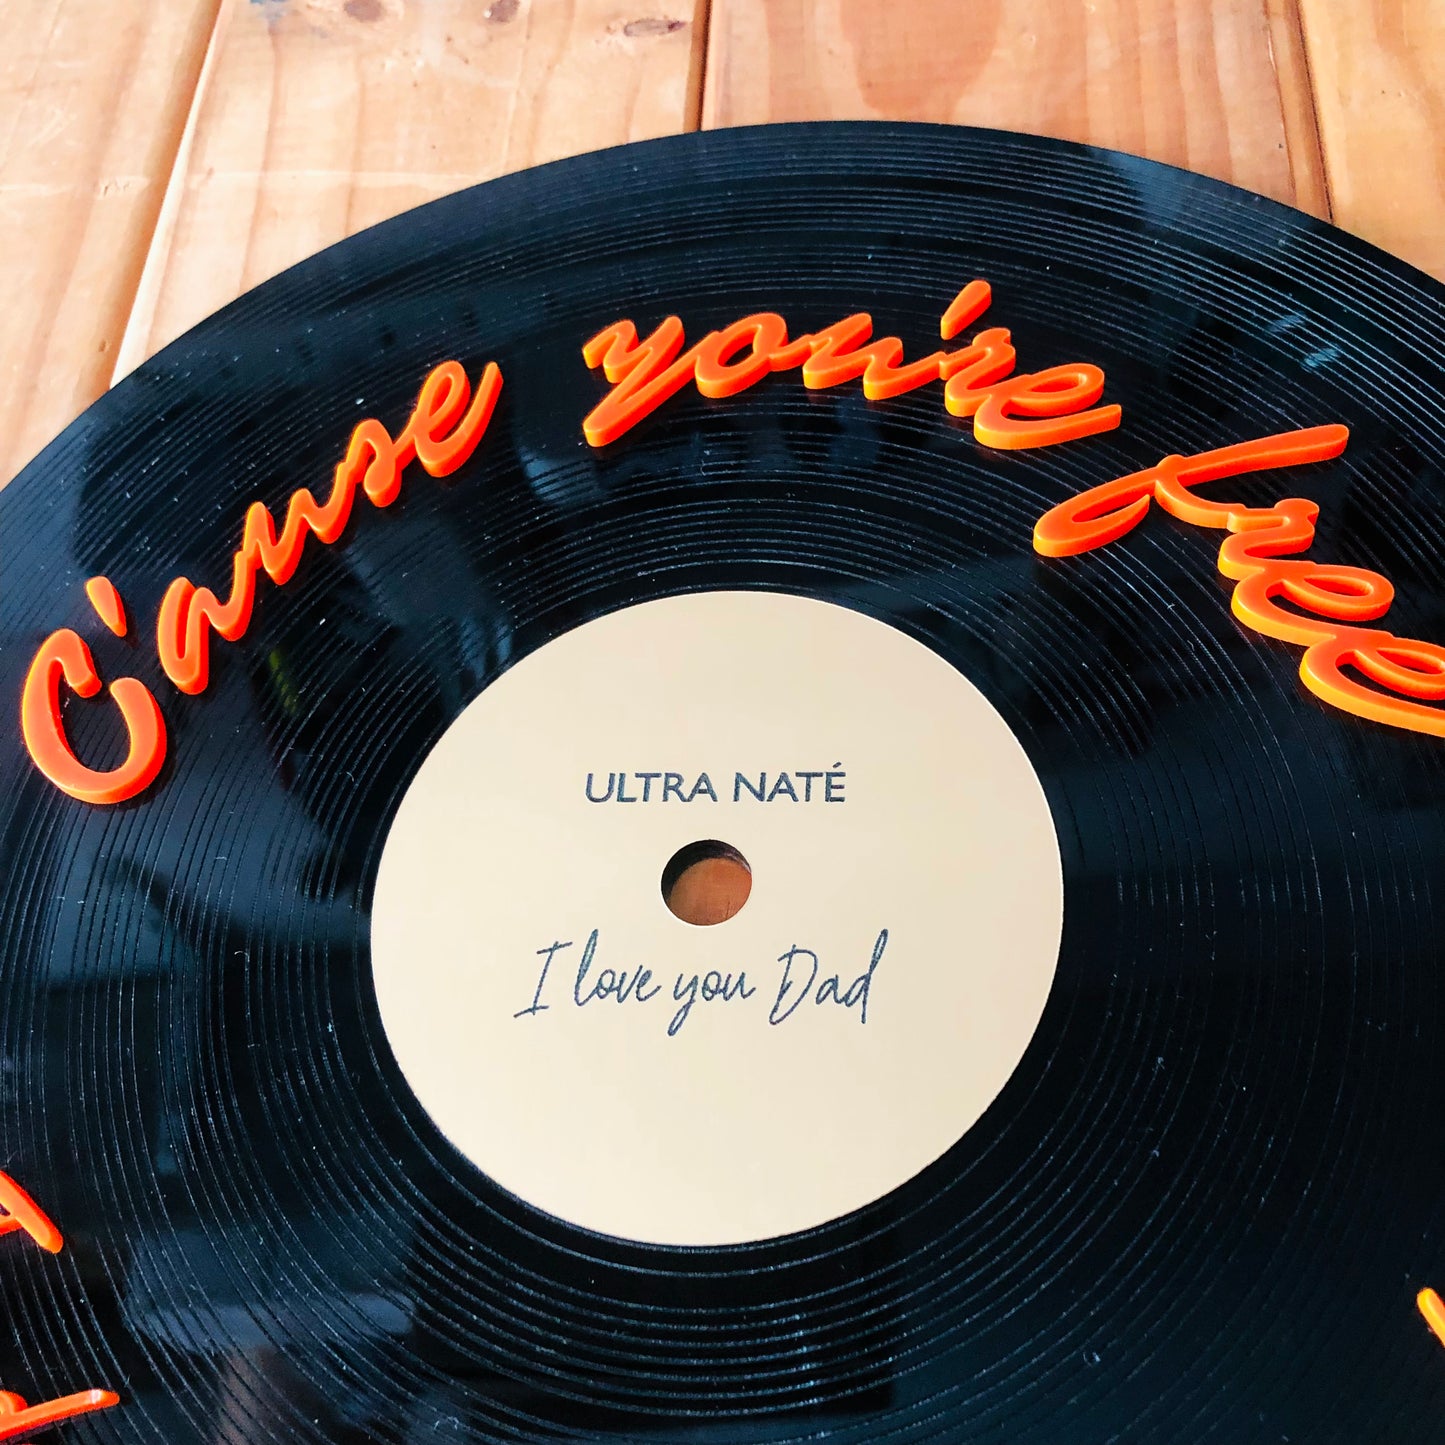 C'ause you're free
ULTRA NATÉ
I love you Dad